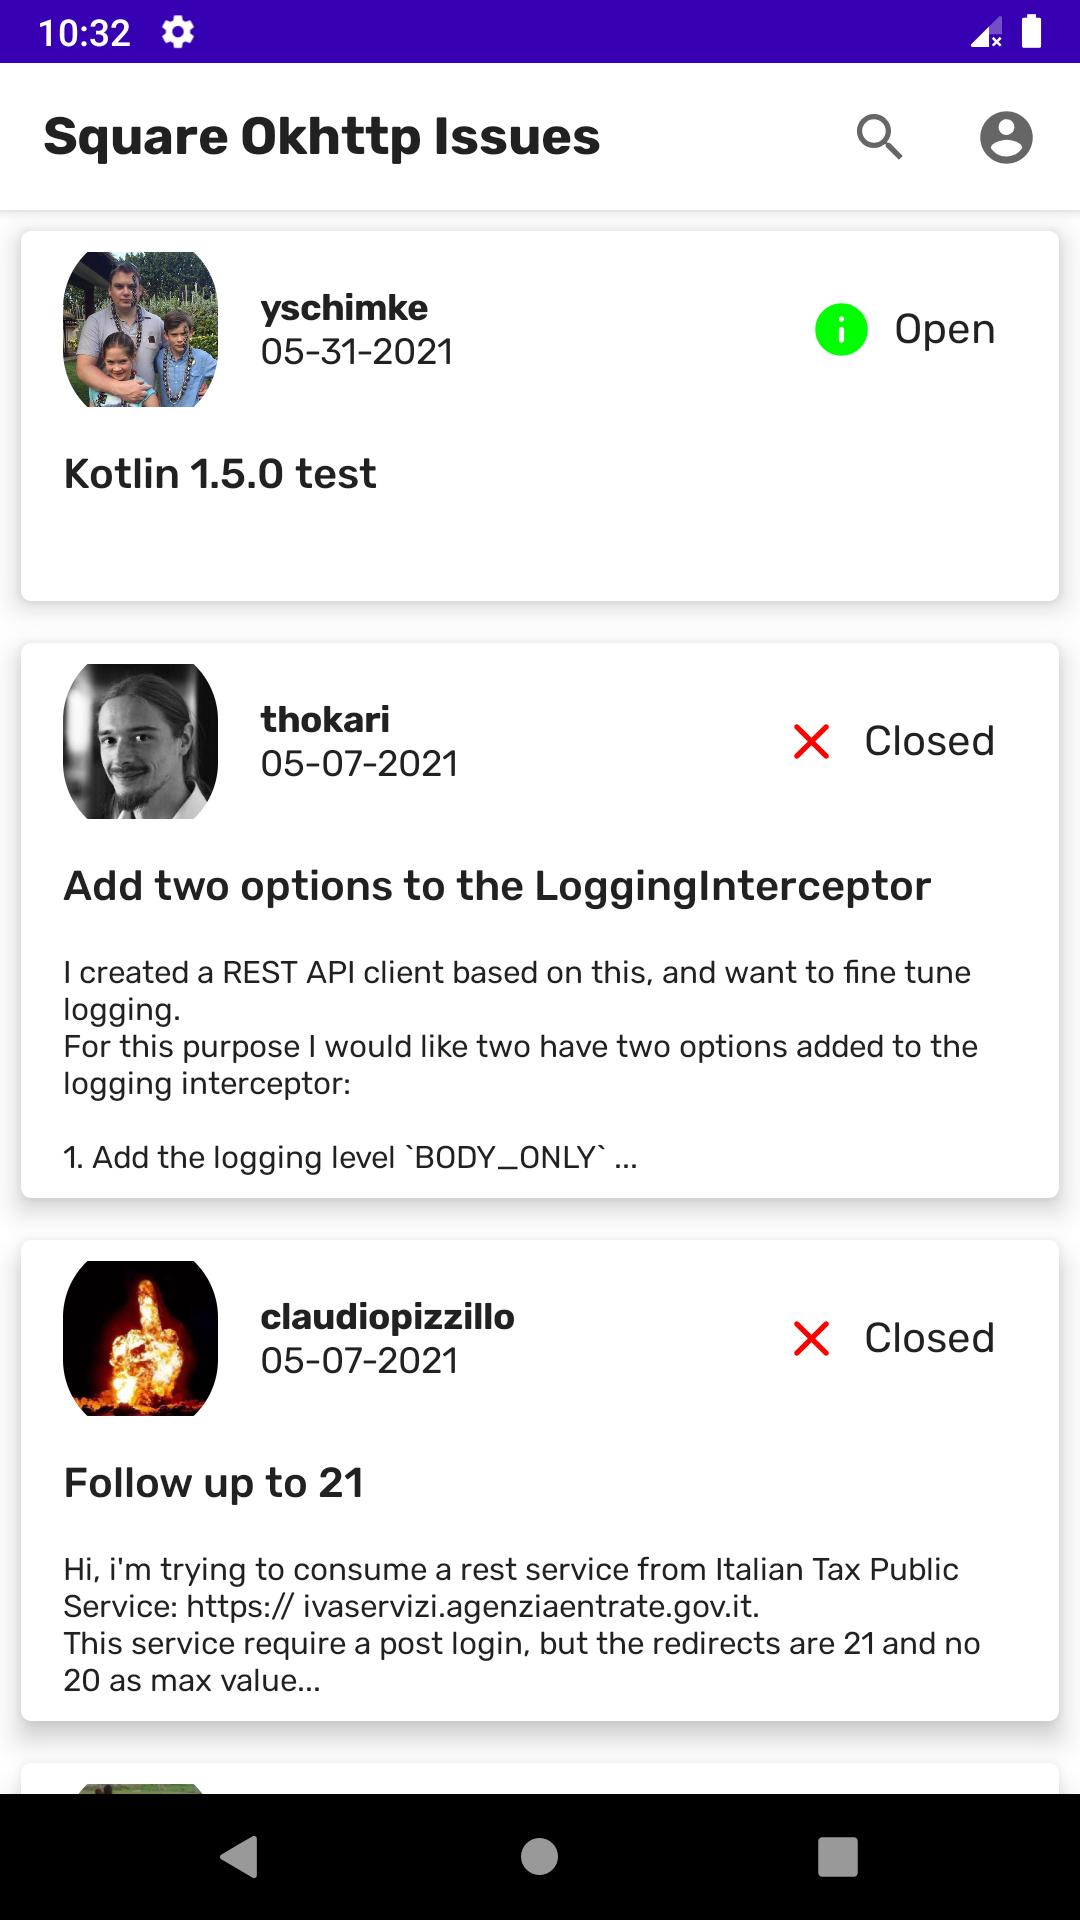 10:32
Square Okhttp Issues
yschimke
05-31-2021
Open
Kotlin 1.5.0 test
thokari
05-07-2021
Closed
Add two options to the LoggingInterceptor
I created a REST API client based on this, and want to fine tune
logging.
For this purpose I would like two have two options added to the
logging interceptor:
1. Add the logging level `BODY_ONLY` ...
claudiopizzillo
05-07-2021
Closed
Follow up to 21
Hi, i'm trying to consume a rest service from Italian Tax Public
Service: https:// ivaservizi.agenziaentrate.gov.it.
This service require a post login, but the redirects are 21 and no
20 as max value...